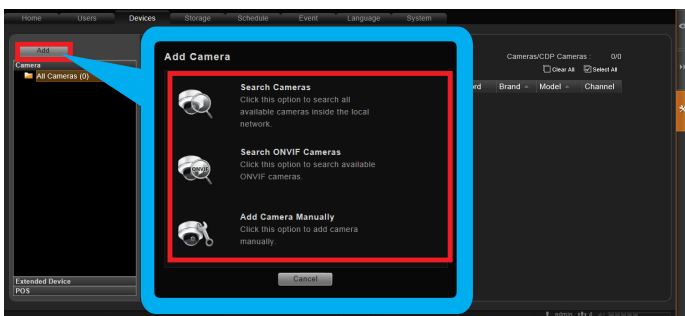 Home Users Devices Storage Schedule Event Language System
Add
Camera
All Cameras (0)
Add Camera
Search Cameras
Click this option to search all
available cameras inside the local
network.
Search ONVIF Cameras
Click this option to search available
ONVIF cameras.
Add Camera Manually
Click this option to add camera
manually.
Cancel
Cameras/CDP Cameras : 0/0
Clear All Select All
Brand Model Channel
Extended Device
POS
admin